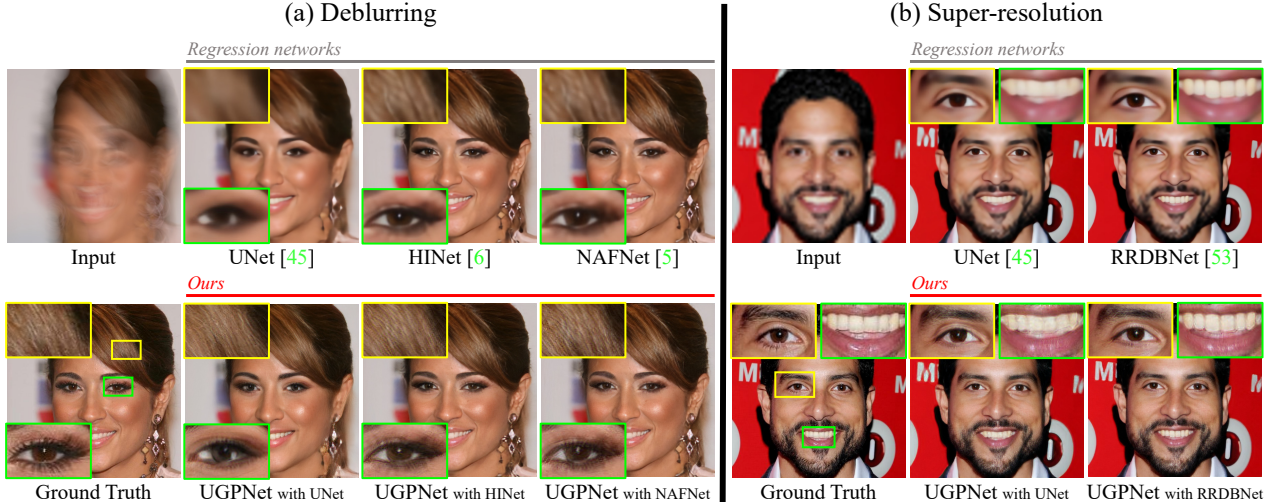 (a) Deblurring
Regression networks
Input
UNet [45]
HINet [6]
NAFNet [5]
Ours
Ground Truth
UGPNet with UNet
UGPNet with HINet
UGPNet with NAFNet
(b) Super-resolution
Regression networks
Input
UNet [45]
RRDBNet [53]
Ours
Ground Truth
UGPNet with UNet
UGPNet with RRDBNet